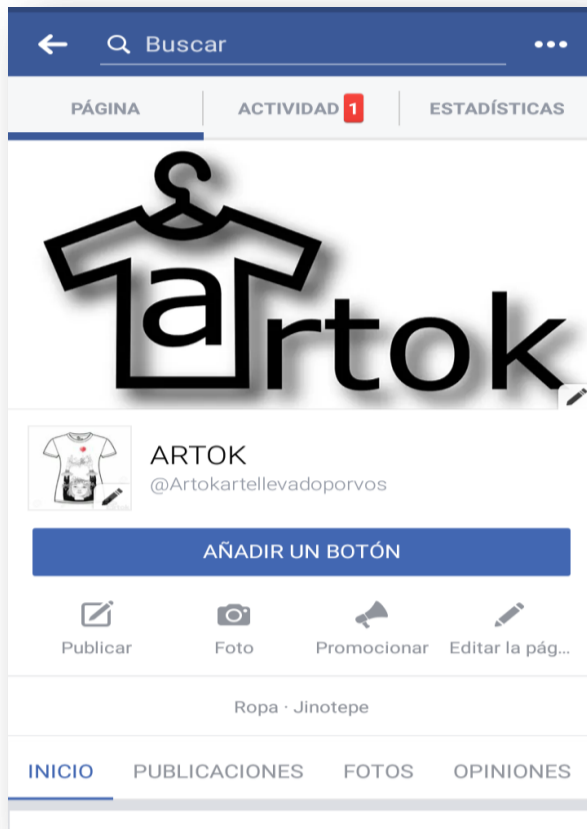 Buscar
PÁGINA ACTIVIDAD 1 ESTADÍSTICAS
artok
ARTOK
@Artokartellevadoporvos
AÑADIR UN BOTÓN
Publicar Foto Promocionar Editar la pág...
Ropa · Jinotepe
INICIO PUBLICACIONES FOTOS OPINIONES